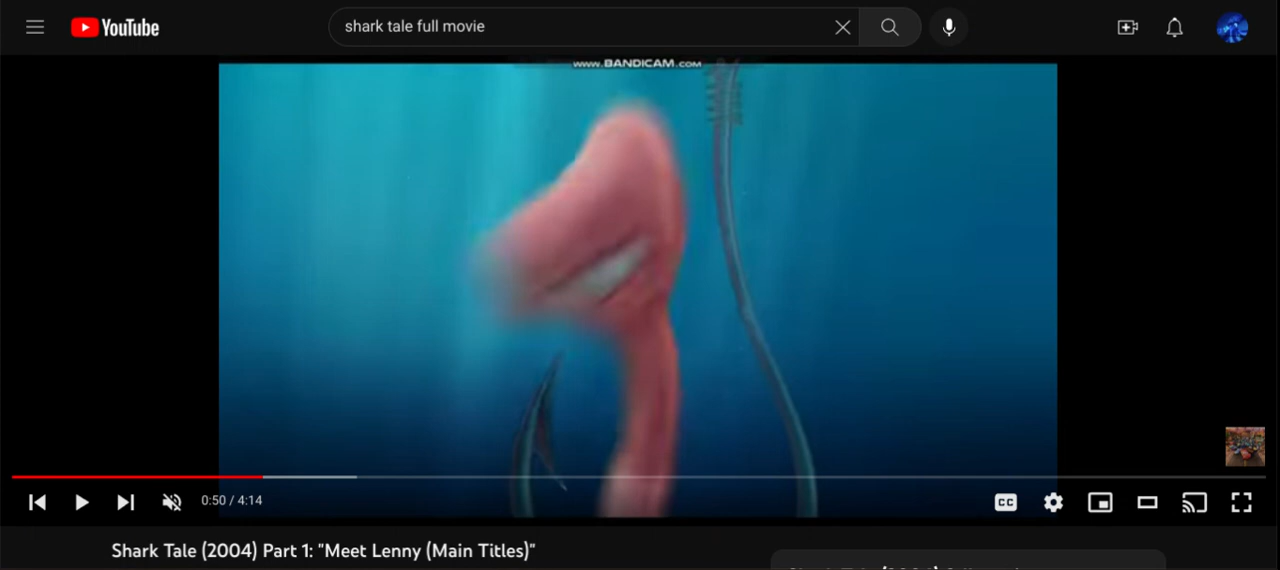 YouTube
shark tale full movie
www.BANDICAM.com
0:50 / 4:14
CC
Shark Tale (2004) Part 1: "Meet Lenny (Main Titles)"